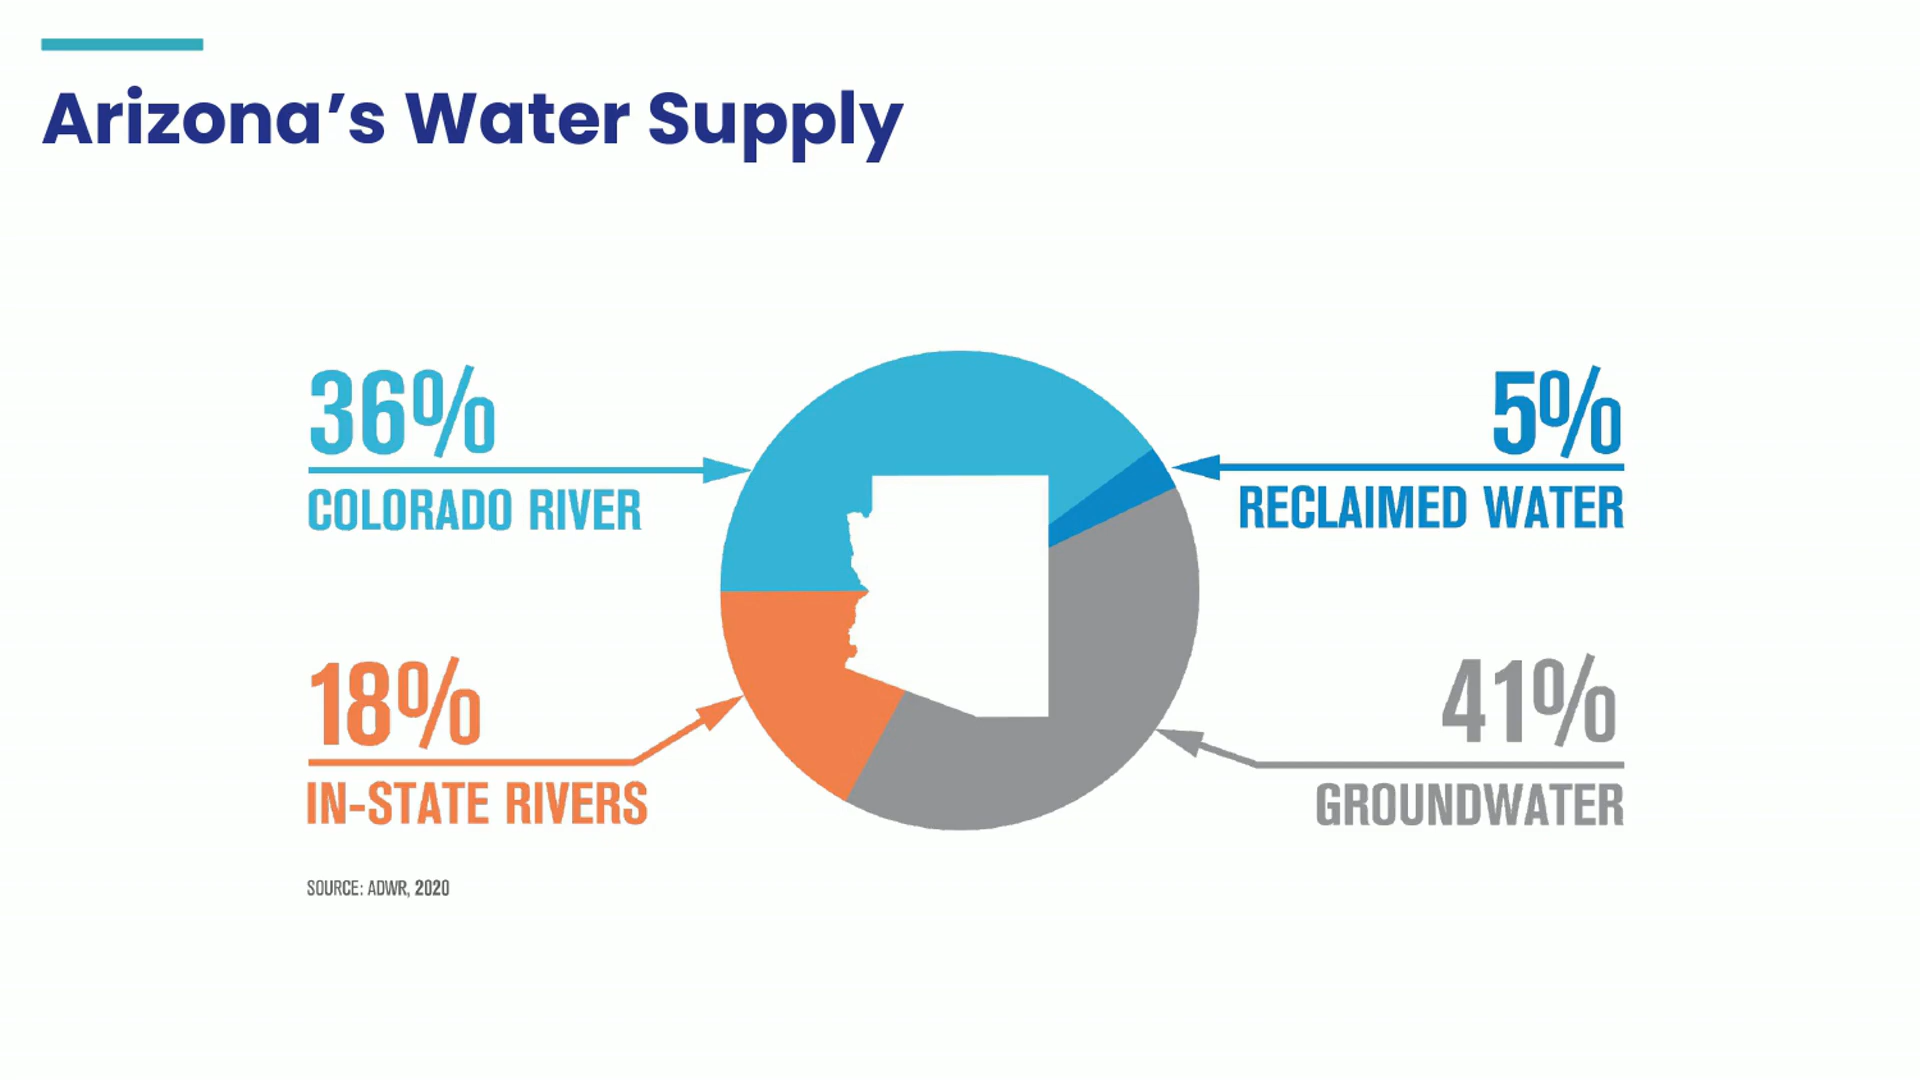 Arizona’s Water Supply
36%
COLORADO RIVER
5%
RECLAIMED WATER
18%
IN-STATE RIVERS
41%
GROUNDWATER
SOURCE: ADWR, 2020